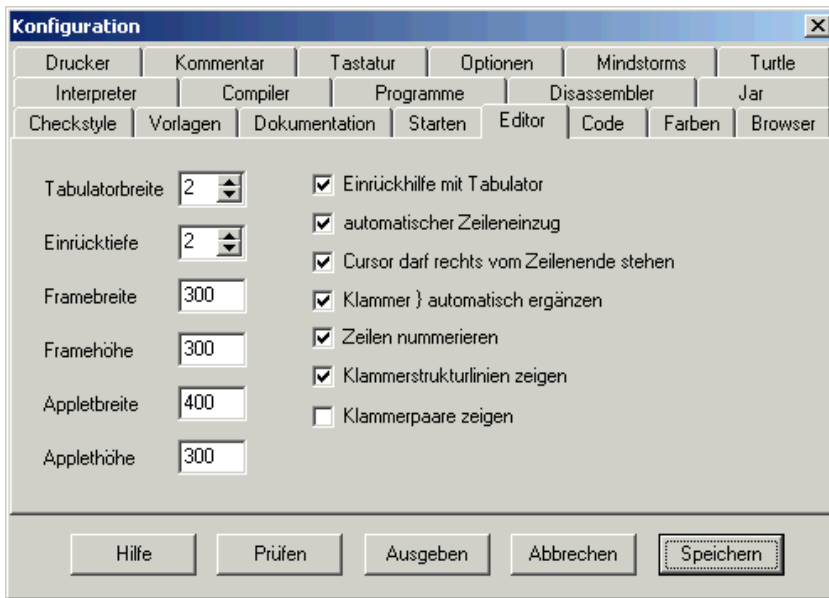 Konfiguration
Drucker Kommentar Tastatur Optionen Mindstorms Turtle
Interpreter Compiler Programme Disassembler Jar
Checkstyle Vorlagen Dokumentation Starten Editor Code Farben Browser
Tabulatorbreite 2
Einrücktiefe 2
Framebreite 300
Framehöhe 300
Appletbreite 400
Applethöhe 300
Einrückhilfe mit Tabulator
automatischer Zeileneinzug
Cursor darf rechts vom Zeilenende stehen
Klammer } automatisch ergänzen
Zeilen nummerieren
Klammerstrukturlinien zeigen
Klammerpaare zeigen
Hilfe Prüfen Ausgeben Abbrechen Speichern